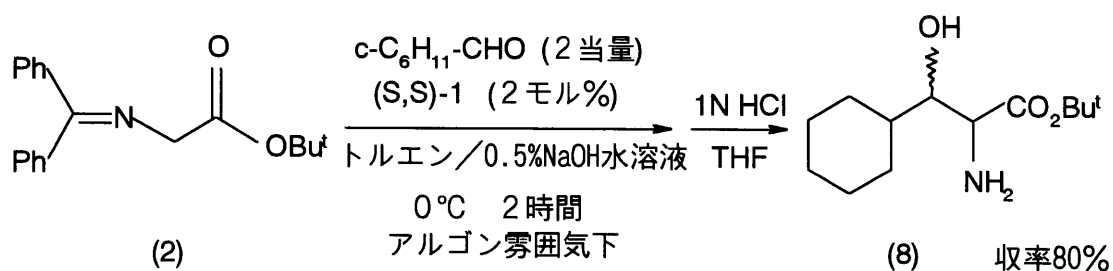 Ph
Ph
N
O
OBuᵗ
(2)
c-C₆H₁₁-CHO (2当量)
(S,S)-1 (2モル%)
トルエン/0.5%NaOH水溶液
0℃ 2時間
アルゴン雰囲気下
1N HCl
THF
OH
CO₂Buᵗ
NH₂
(8) 収率80%